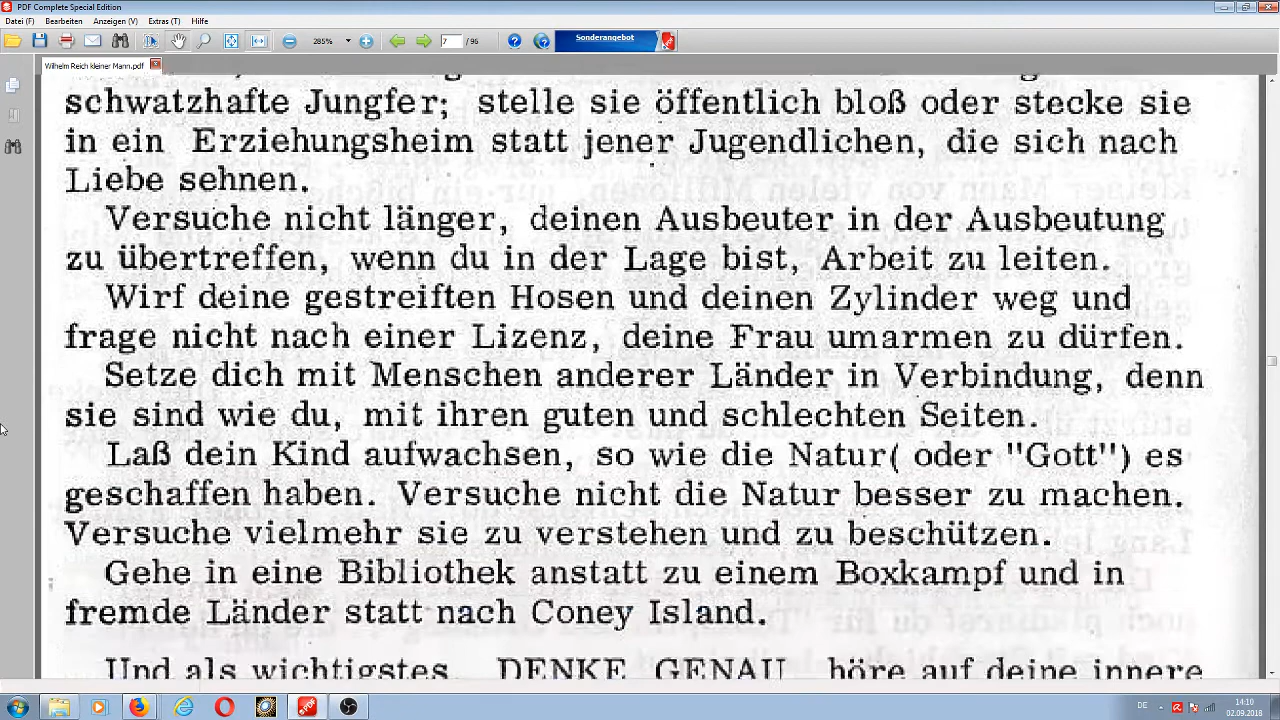 PDF Complete Special Edition
Datei (F) Bearbeiten Anzeigen (V) Extras (T) Hilfe
285% 7 / 96 Sonderangebot
Wilhelm Reich kleiner Mann.pdf
schwatzhafte Jungfer; stelle sie öffentlich bloß oder stecke sie
in ein Erziehungsheim statt jener Jugendlichen, die sich nach
Liebe sehnen.
Versuche nicht länger, deinen Ausbeuter in der Ausbeutung
zu übertreffen, wenn du in der Lage bist, Arbeit zu leiten.
Wirf deine gestreiften Hosen und deinen Zylinder weg und
frage nicht nach einer Lizenz, deine Frau umarmen zu dürfen.
Setze dich mit Menschen anderer Länder in Verbindung, denn
sie sind wie du, mit ihren guten und schlechten Seiten.
Laß dein Kind aufwachsen, so wie die Natur( oder "Gott") es
geschaffen haben. Versuche nicht die Natur besser zu machen.
Versuche vielmehr sie zu verstehen und zu beschützen.
Gehe in eine Bibliothek anstatt zu einem Boxkampf und in
fremde Länder statt nach Coney Island.
Und als wichtigstes, DENKE GENAU, höre auf deine innere
DE 14:10
02.09.2018